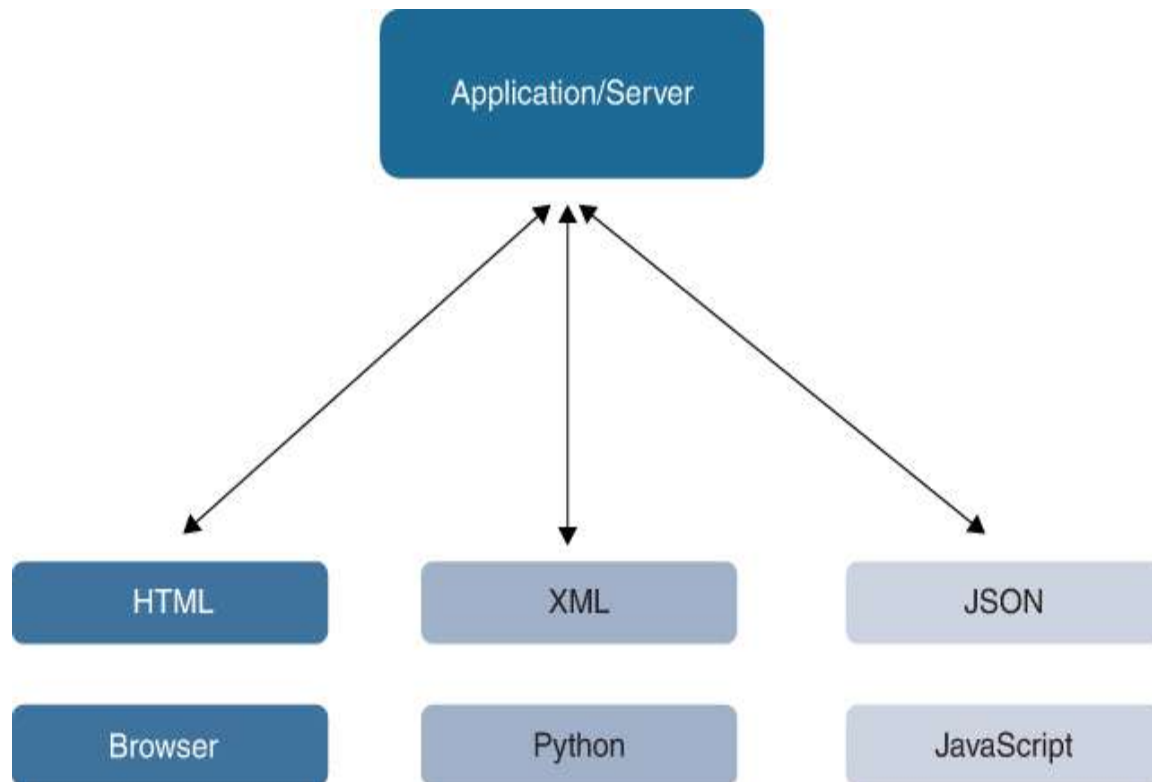 Application/Server
HTML
XML
JSON
Browser
Python
JavaScript